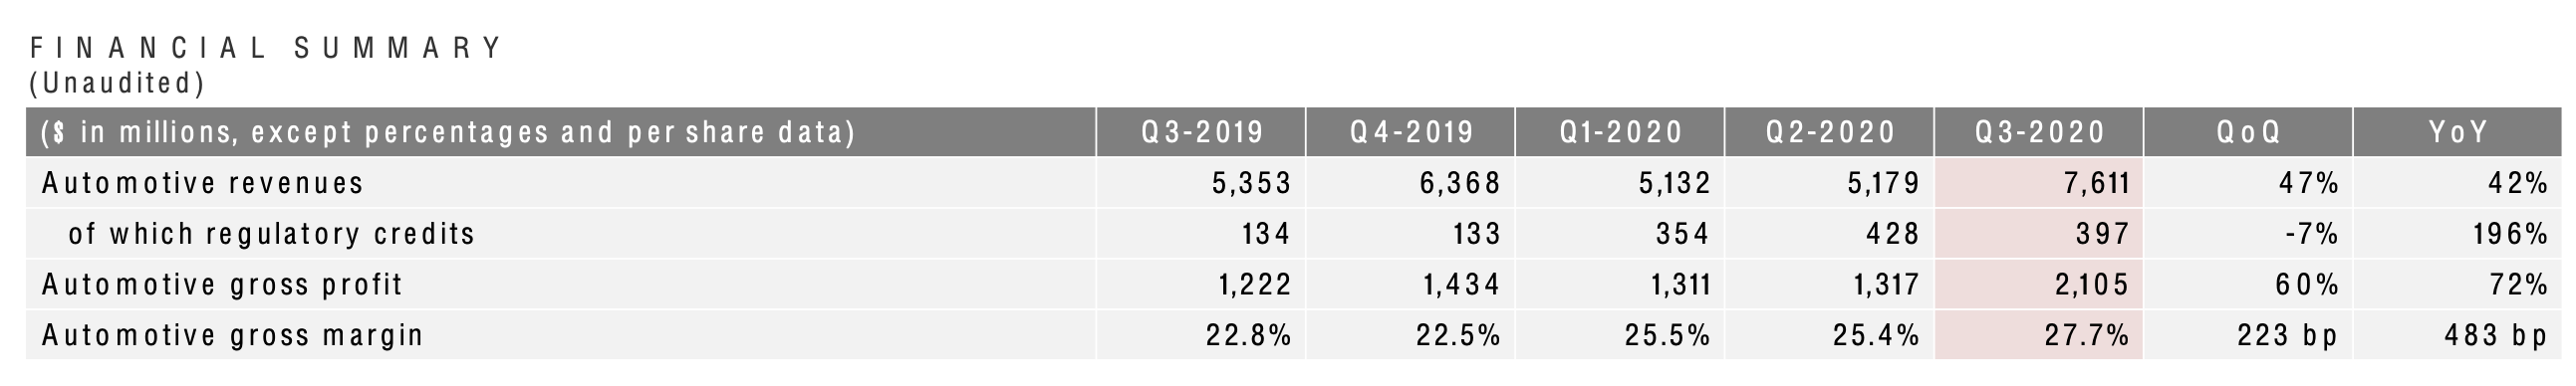 FINANCIAL SUMMARY
(Unaudited)
($ in millions, except percentages and per share data) Q3-2019 Q4-2019 Q1-2020 Q2-2020 Q3-2020 QoQ YoY
Automotive revenues 5,353 6,368 5,132 5,179 7,611 47% 42%
of which regulatory credits 134 133 354 428 397 -7% 196%
Automotive gross profit 1,222 1,434 1,311 1,317 2,105 60% 72%
Automotive gross margin 22.8% 22.5% 25.5% 25.4% 27.7% 223 bp 483 bp